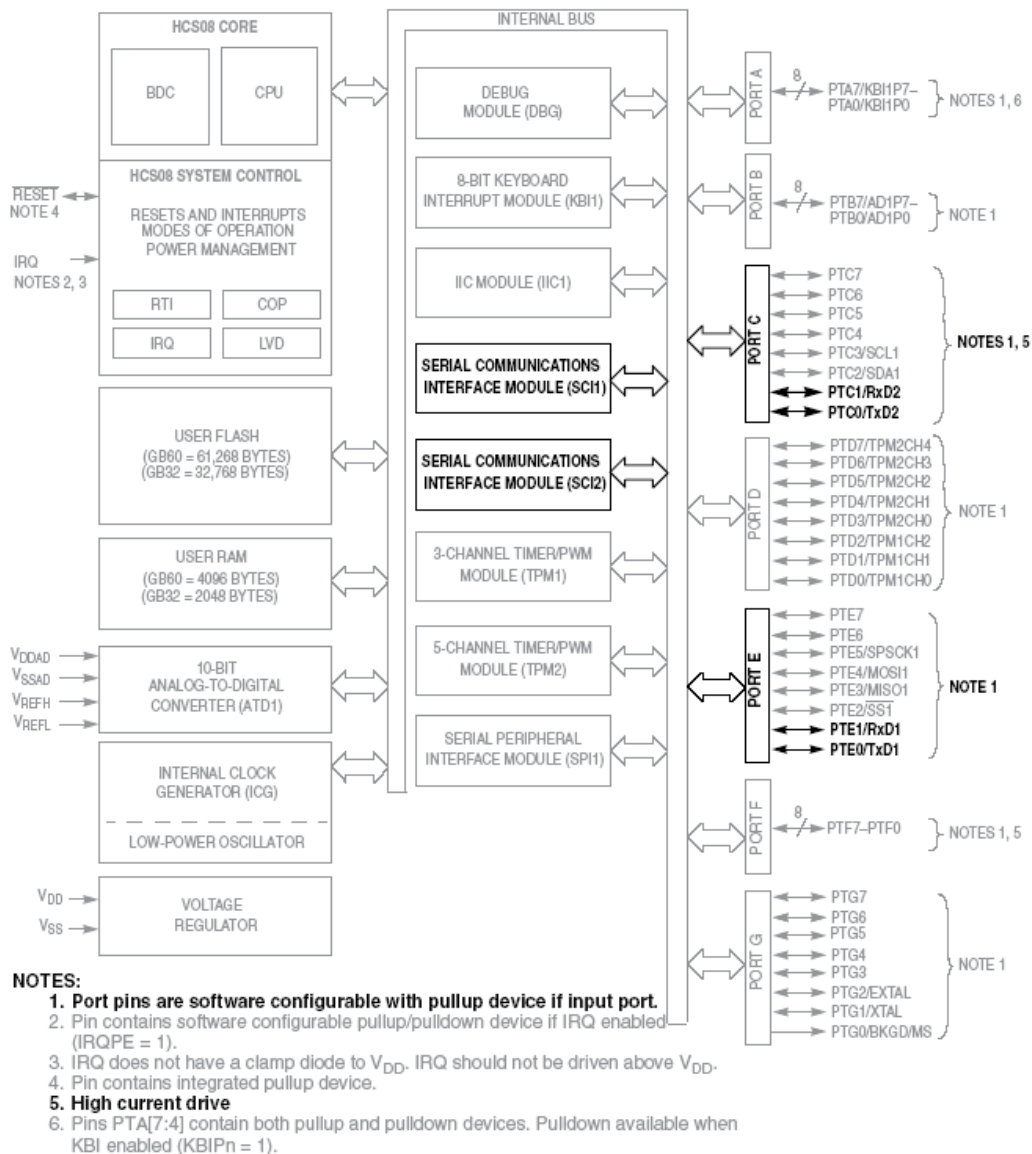 HCS08 CORE
BDC
CPU
HCS08 SYSTEM CONTROL
RESETS AND INTERRUPTS
MODES OF OPERATION
POWER MANAGEMENT
RTI
COP
IRQ
LVD
RESET
NOTE 4
IRQ
NOTES 2, 3
USER FLASH
(GB60 = 61,268 BYTES)
(GB32 = 32,768 BYTES)
USER RAM
(GB60 = 4096 BYTES)
(GB32 = 2048 BYTES)
VDDAD
VSSAD
VREFH
VREFL
10-BIT
ANALOG-TO-DIGITAL
CONVERTER (ATD1)
INTERNAL CLOCK
GENERATOR (ICG)
LOW-POWER OSCILLATOR
VDD
VSS
VOLTAGE
REGULATOR
INTERNAL BUS
DEBUG
MODULE (DBG)
8-BIT KEYBOARD
INTERRUPT MODULE (KBI1)
IIC MODULE (IIC1)
SERIAL COMMUNICATIONS
INTERFACE MODULE (SCI1)
SERIAL COMMUNICATIONS
INTERFACE MODULE (SCI2)
3-CHANNEL TIMER/PWM
MODULE (TPM1)
5-CHANNEL TIMER/PWM
MODULE (TPM2)
SERIAL PERIPHERAL
INTERFACE MODULE (SPI1)
PORT A
8
PTA7/KBI1P7–
PTA0/KBI1P0
NOTES 1, 6
PORT B
8
PTB7/AD1P7–
PTB0/AD1P0
NOTE 1
PORT C
PTC7
PTC6
PTC5
PTC4
PTC3/SCL1
PTC2/SDA1
PTC1/RxD2
PTC0/TxD2
NOTES 1, 5
PORT D
PTD7/TPM2CH4
PTD6/TPM2CH3
PTD5/TPM2CH2
PTD4/TPM2CH1
PTD3/TPM2CH0
PTD2/TPM1CH2
PTD1/TPM1CH1
PTD0/TPM1CH0
NOTE 1
PORT E
PTE7
PTE6
PTE5/SPSCK1
PTE4/MOSI1
PTE3/MISO1
PTE2/SS1
PTE1/RxD1
PTE0/TxD1
NOTE 1
PORT F
8
PTF7–PTF0
NOTES 1, 5
PORT G
PTG7
PTG6
PTG5
PTG4
PTG3
PTG2/EXTAL
PTG1/XTAL
PTG0/BKGD/MS
NOTE 1
NOTES:
1. Port pins are software configurable with pullup device if input port.
2. Pin contains software configurable pullup/pulldown device if IRQ enabled
(IRQPE = 1).
3. IRQ does not have a clamp diode to VDD. IRQ should not be driven above VDD.
4. Pin contains integrated pullup device.
5. High current drive
6. Pins PTA[7:4] contain both pullup and pulldown devices. Pulldown available when
KBI enabled (KBIPn = 1).